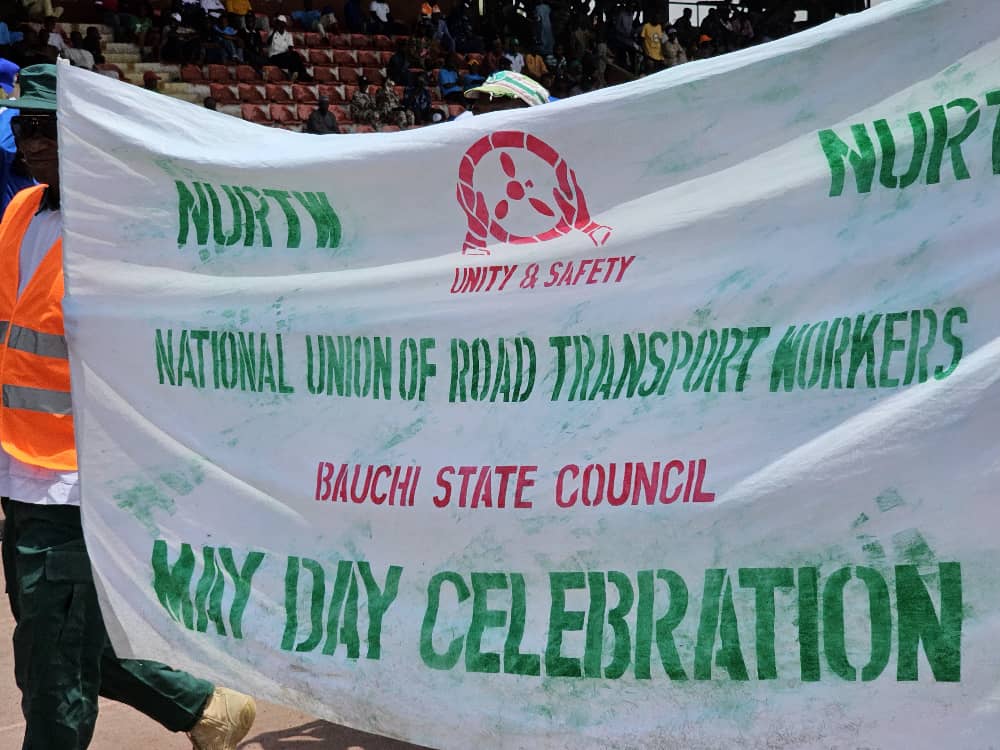 NURTW
NURT
UNITY & SAFETY
NATIONAL UNION OF ROAD TRANSPORT WORKERS
BAUCHI STATE COUNCIL
MAY DAY CELEBRATION